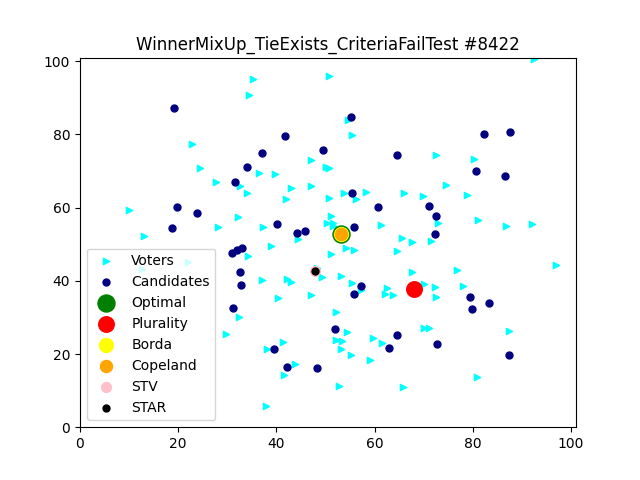 WinnerMixUp_TieExists_CriteriaFailTest #8422
100
80
60
40
20
0
Voters
Candidates
Optimal
Plurality
Borda
Copeland
STV
STAR
0 20 40 60 80 100